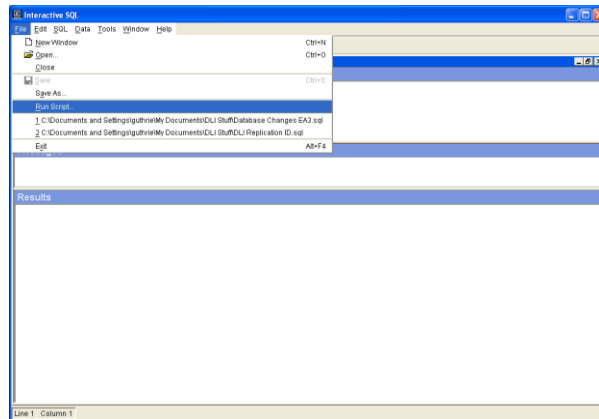 Interactive SQL
File Edit SQL Data Tools Window Help
New Window Ctrl+N
Open... Ctrl+O
Close
Save Ctrl+S
Save As...
Run Script...
1 C:\Documents and Settings\guthrie\My Documents\DLI Stuff\Database Changes EA3.sql
2 C:\Documents and Settings\guthrie\My Documents\DLI Stuff\DLI Replication ID.sql
Exit Alt+F4
Results
Line 1 Column 1